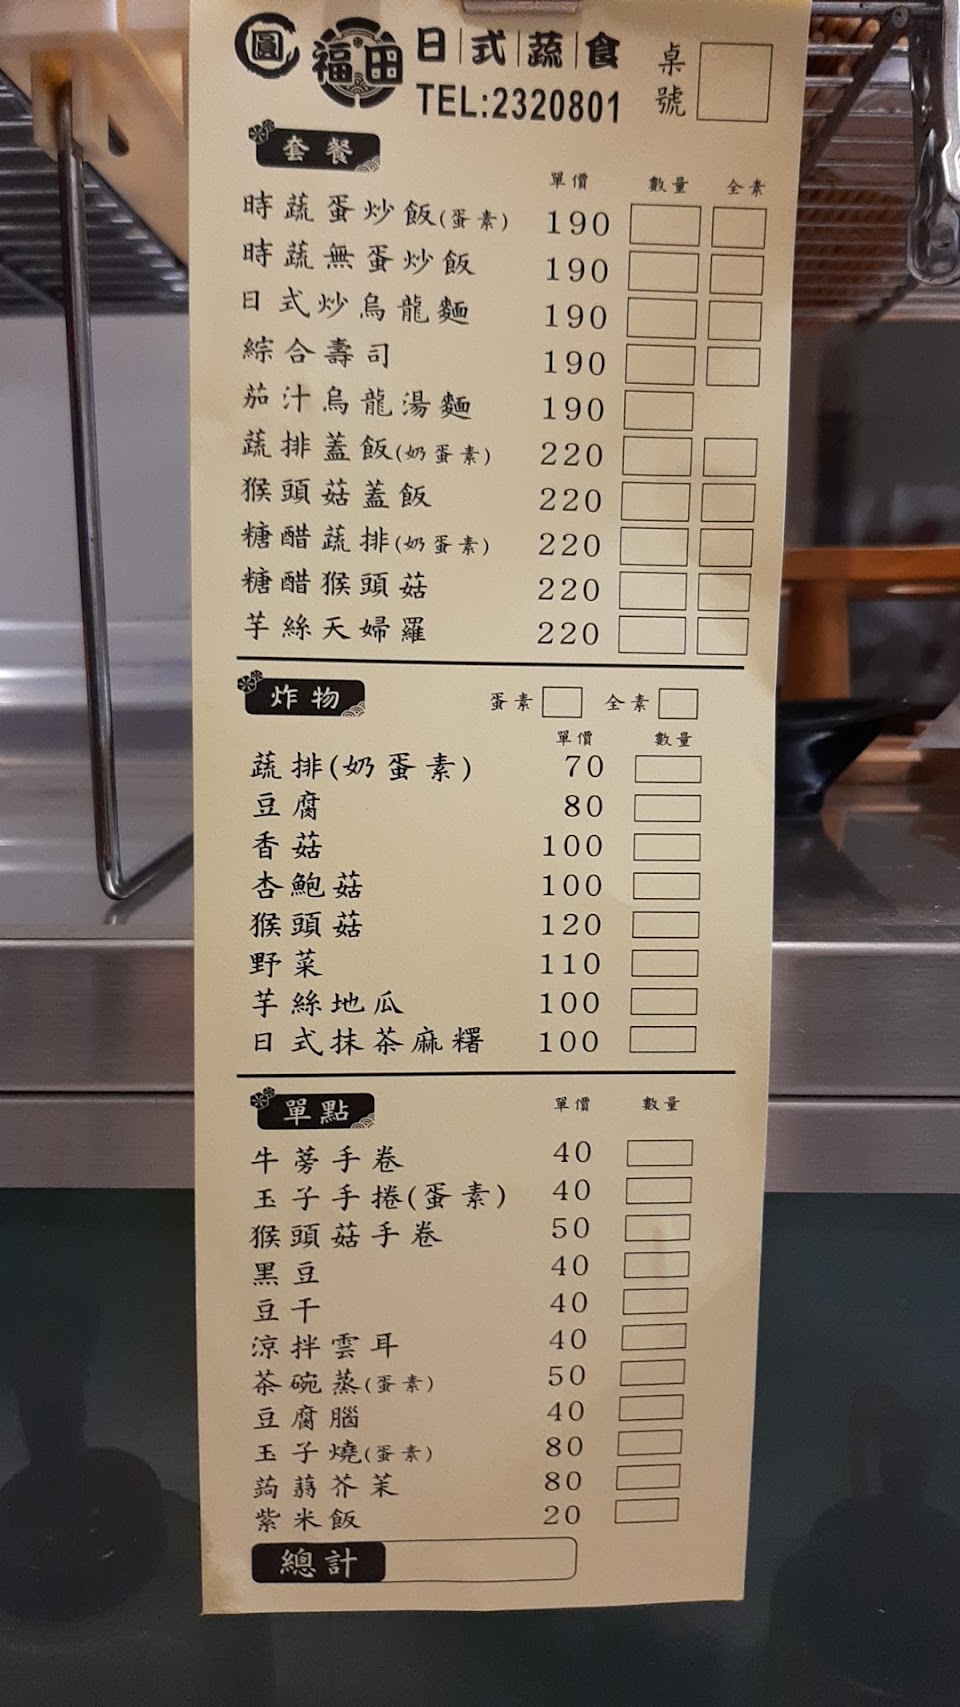 圓 福田 日|式|蔬|食 桌號
TEL:2320801
套餐
單價 數量 全素
時蔬蛋炒飯(蛋素) 190
時蔬無蛋炒飯 190
日式炒烏龍麵 190
綜合壽司 190
茄汁烏龍湯麵 190
蔬排蓋飯(奶蛋素) 220
猴頭菇蓋飯 220
糖醋蔬排(奶蛋素) 220
糖醋猴頭菇 220
芋絲天婦羅 220
炸物 蛋素 全素
單價 數量
蔬排(奶蛋素) 70
豆腐 80
香菇 100
杏鮑菇 100
猴頭菇 120
野菜 110
芋絲地瓜 100
日式抹茶麻糬 100
單點 單價 數量
牛蒡手卷 40
玉子手捲(蛋素) 40
猴頭菇手卷 50
黑豆 40
豆干 40
涼拌雲耳 40
茶碗蒸(蛋素) 50
豆腐腦 40
玉子燒(蛋素) 80
蒟蒻芥茉 80
紫米飯 20
總計